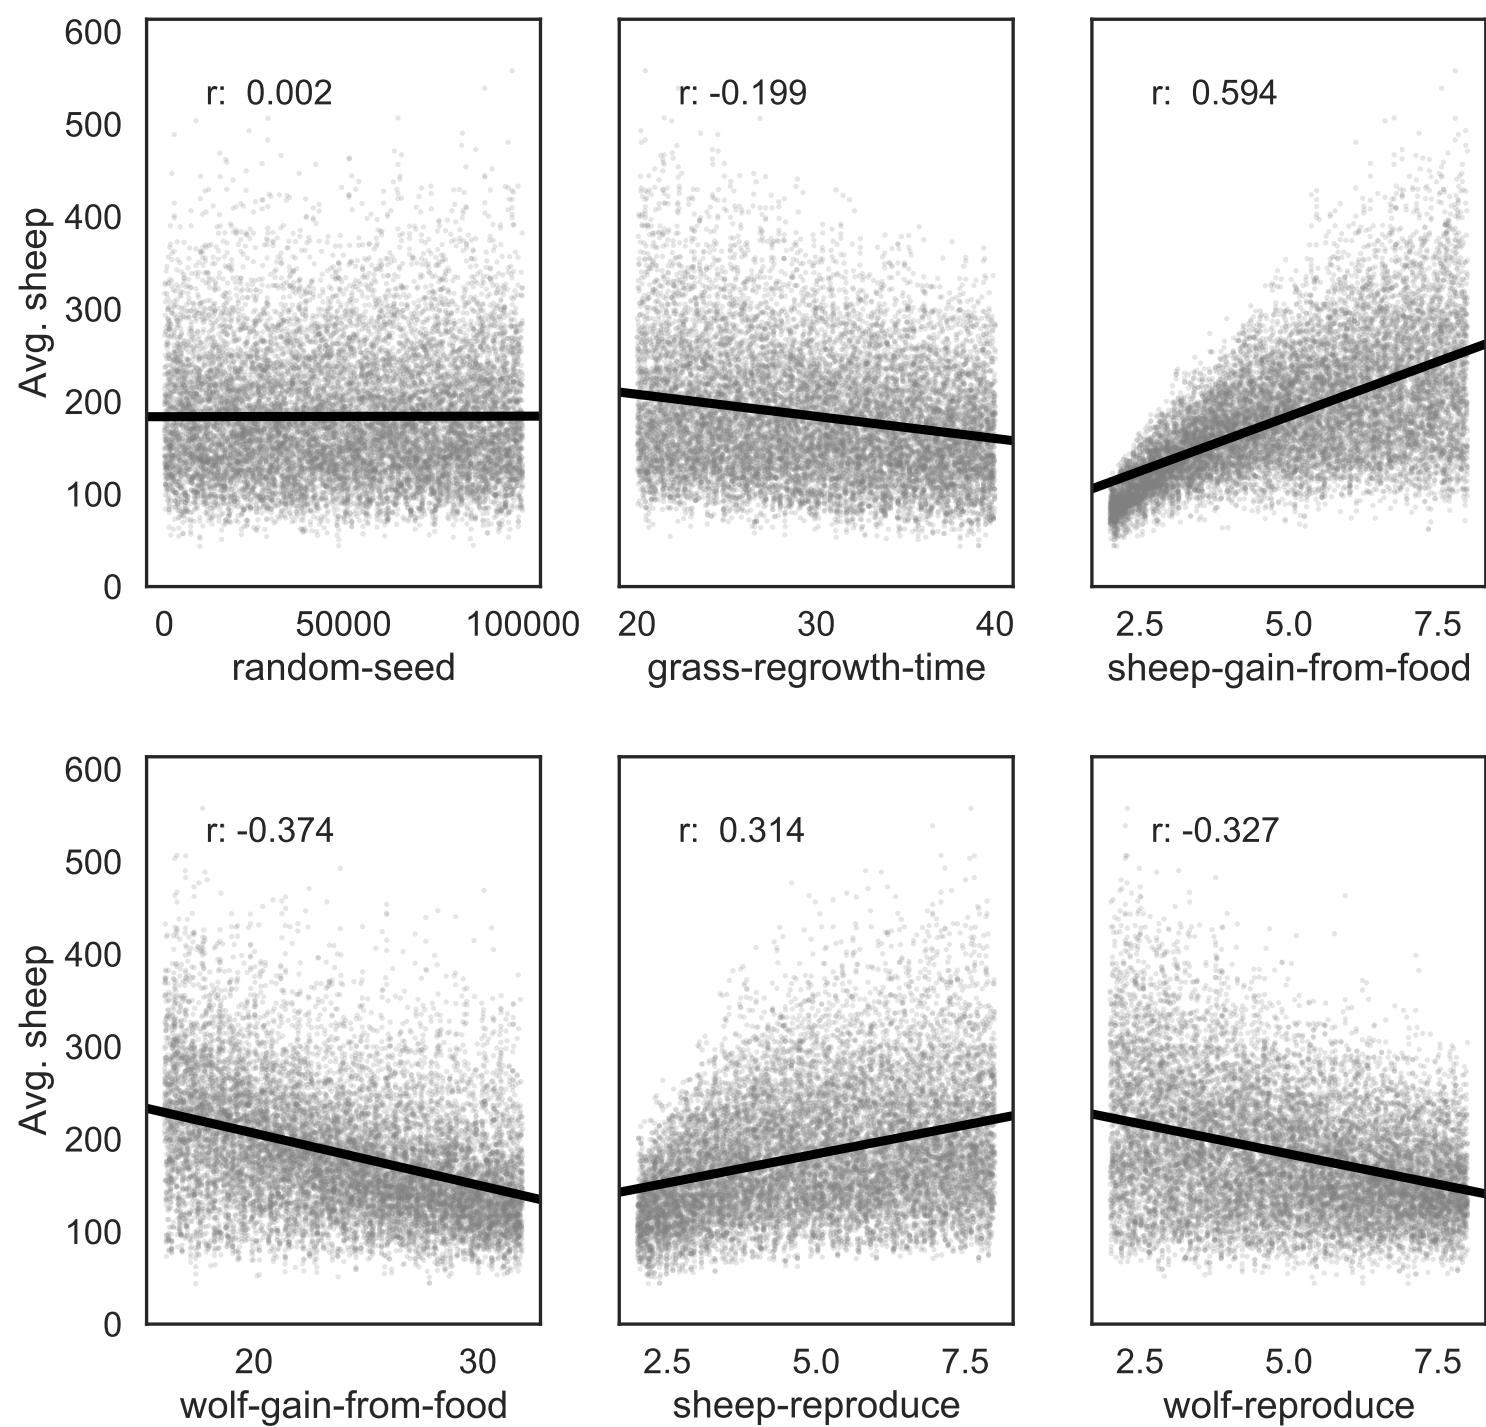 600
500
400
300
200
100
0
Avg. sheep
r: 0.002
0 50000 100000
random-seed
r: -0.199
20 30 40
grass-regrowth-time
r: 0.594
2.5 5.0 7.5
sheep-gain-from-food
600
500
400
300
200
100
0
Avg. sheep
r: -0.374
20 30
wolf-gain-from-food
r: 0.314
2.5 5.0 7.5
sheep-reproduce
r: -0.327
2.5 5.0 7.5
wolf-reproduce